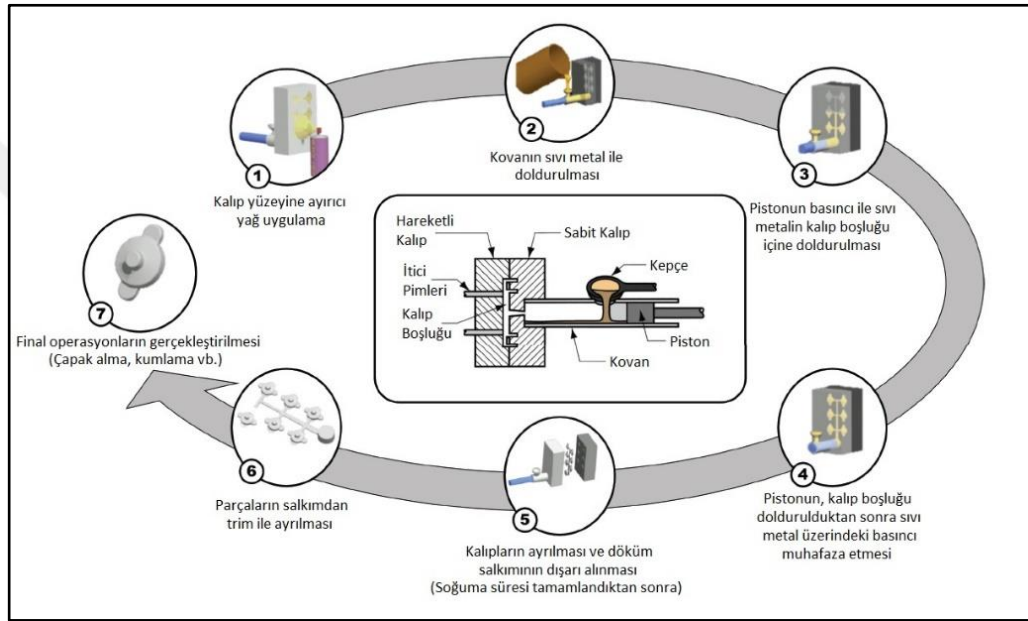 1
Kalıp yüzeyine ayırıcı
yağ uygulama
2
Kovanın sıvı metal ile
doldurulması
3
Pistonun basıncı ile sıvı
metalin kalıp boşluğu
içine doldurulması
Hareketli
Kalıp
Sabit Kalıp
İtici
Pimleri
Kepçe
Kalıp
Boşluğu
Piston
Kovan
4
Pistonun, kalıp boşluğu
doldurulduktan sonra sıvı
metal üzerindeki basıncı
muhafaza etmesi
5
Kalıpların ayrılması ve döküm
salkımının dışarı alınması
(Soğuma süresi tamamlandıktan sonra)
6
Parçaların salkımdan
trim ile ayrılması
7
Final operasyonların gerçekleştirilmesi
(Çapak alma, kumlama vb.)